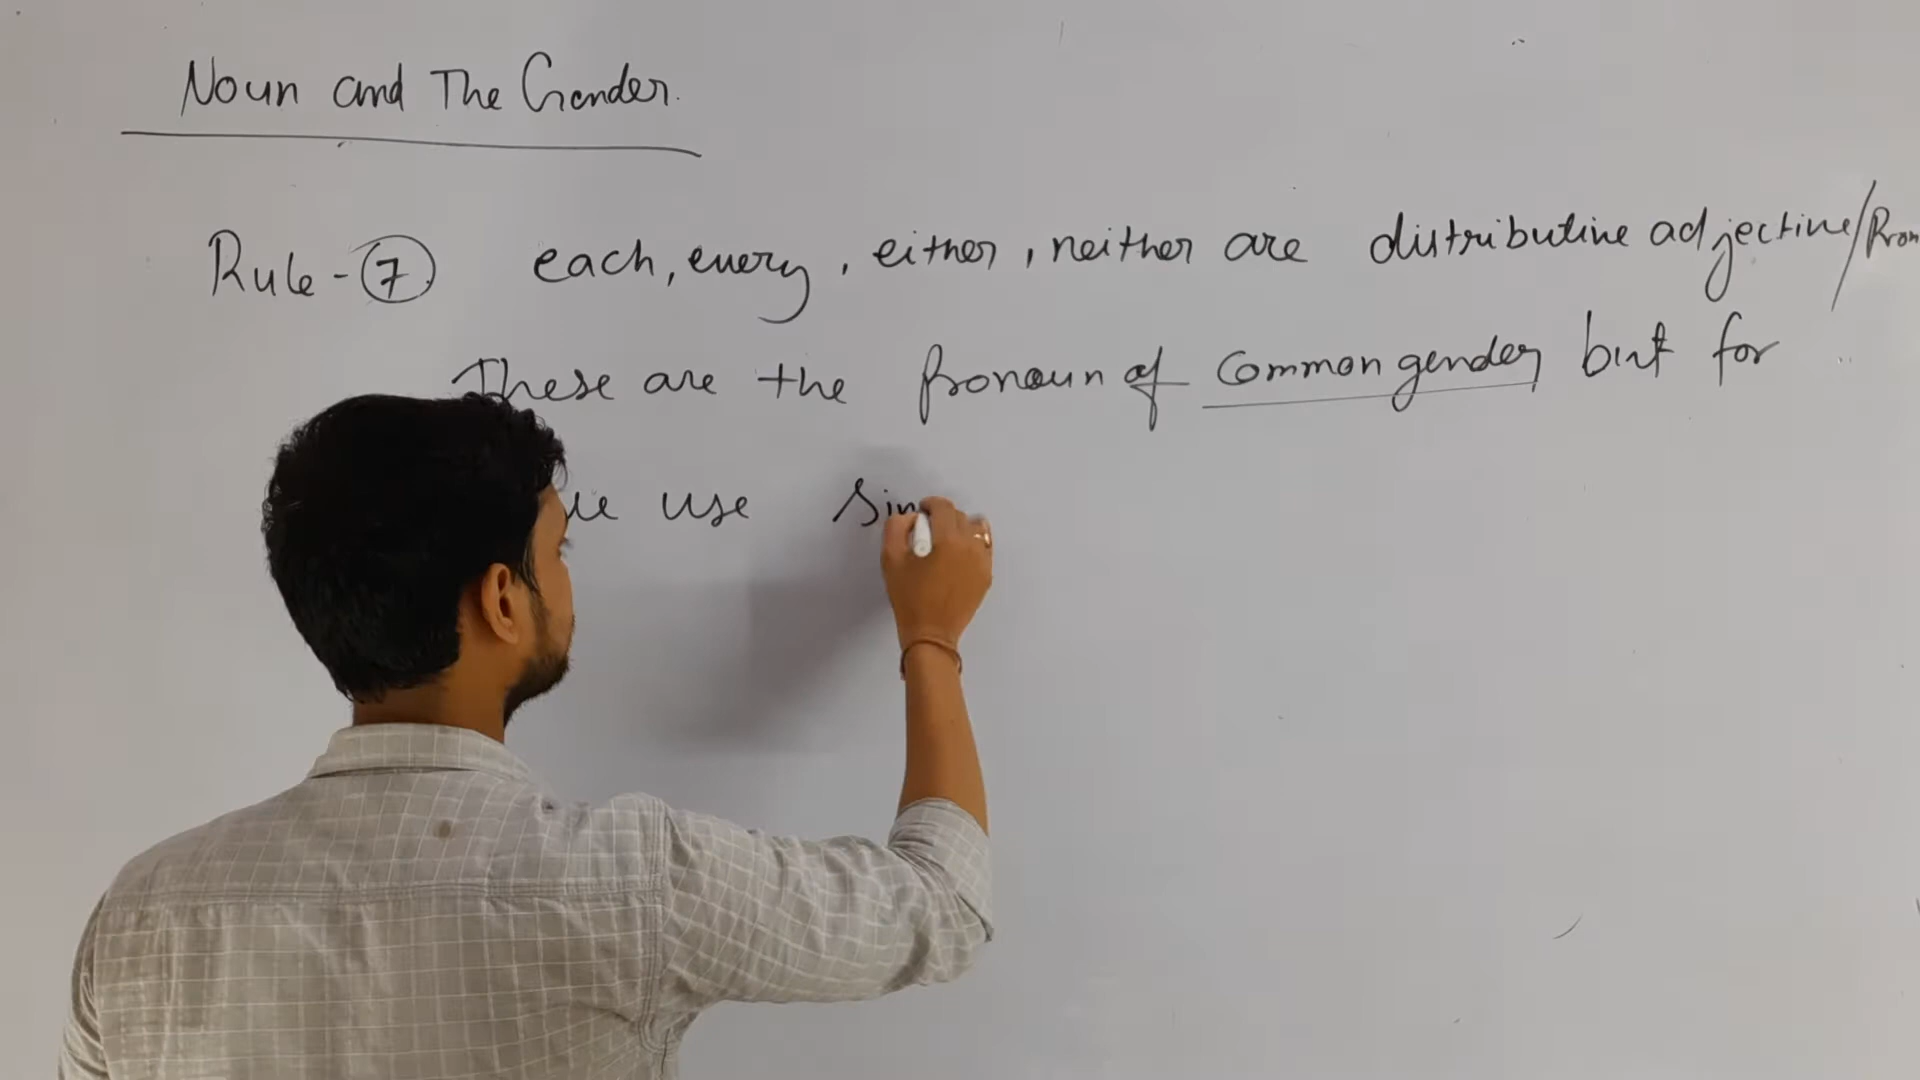 Noun and The Gender.
Rule-7 each, every, either, neither are distributive adjective/Pron
These are the Pronoun of Common gender but for
use Sin